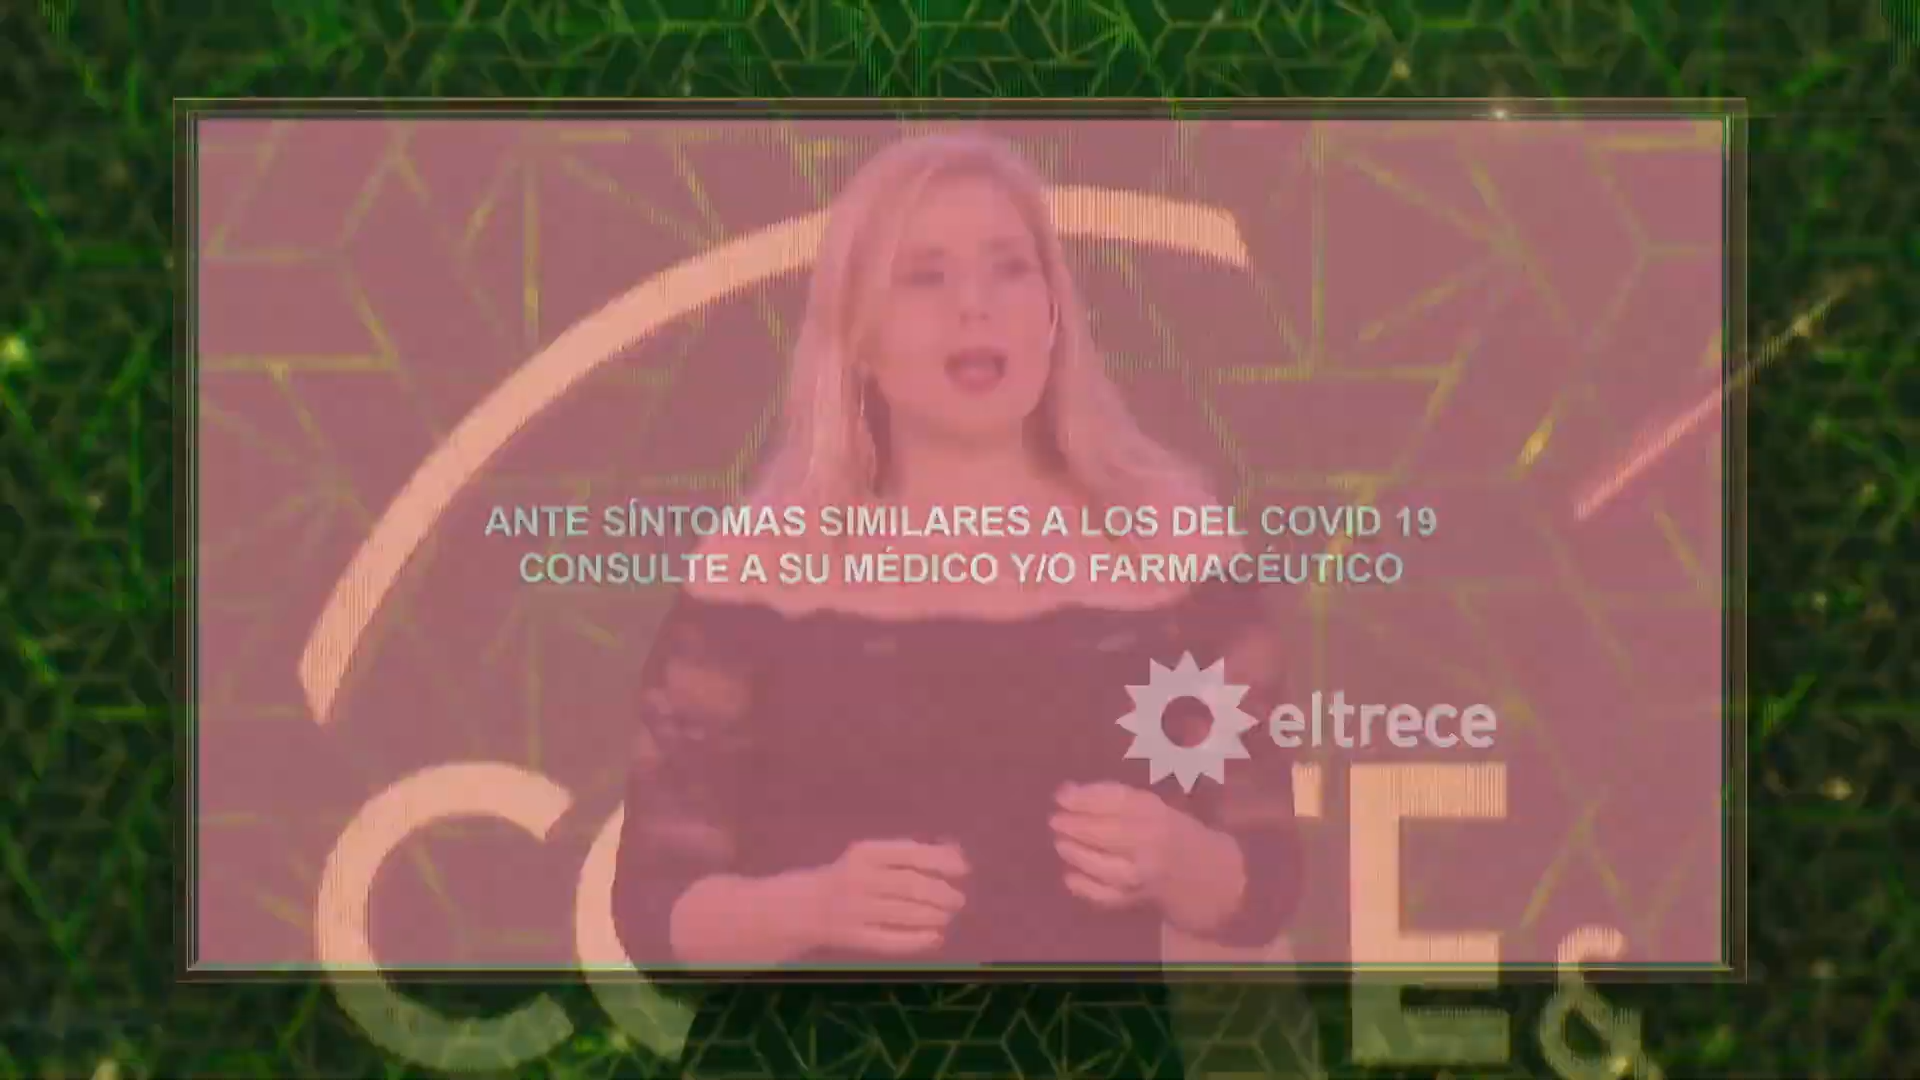 ANTE SÍNTOMAS SIMILARES A LOS DEL COVID 19
CONSULTE A SU MÉDICO Y/O FARMACÉUTICO
eltrece